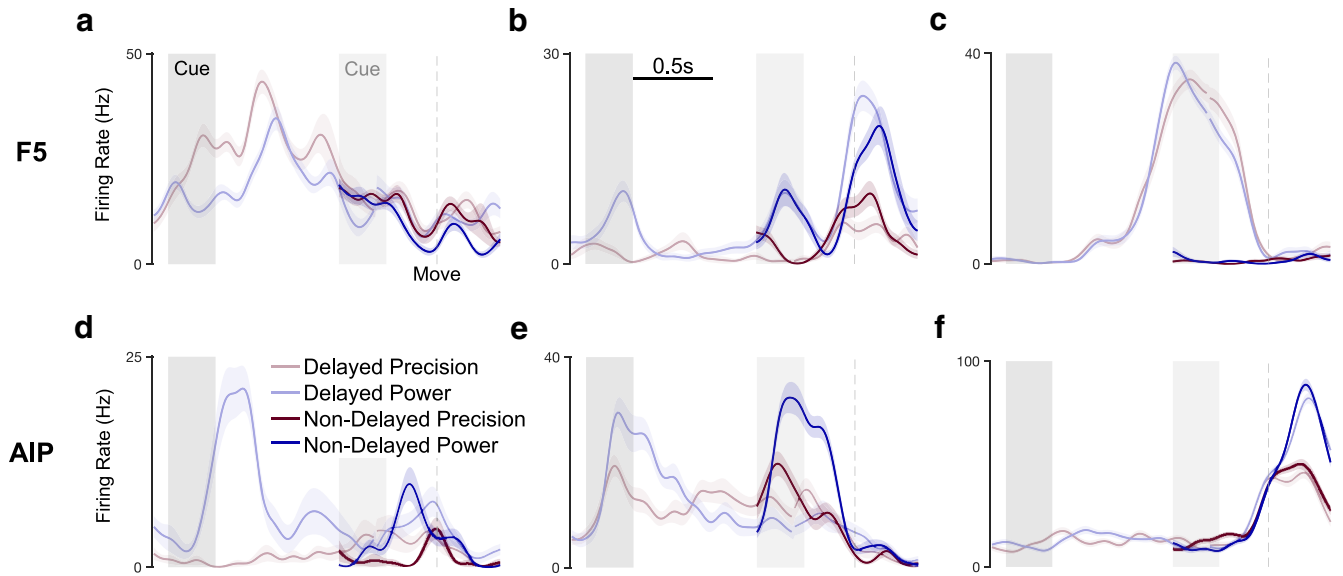 a
b
c
50
Cue
Cue
0
Firing Rate (Hz)
F5
Move
30
0.5s
0
40
0
d
e
f
25
Delayed Precision
Delayed Power
Non-Delayed Precision
Non-Delayed Power
0
Firing Rate (Hz)
AIP
40
0
100
0